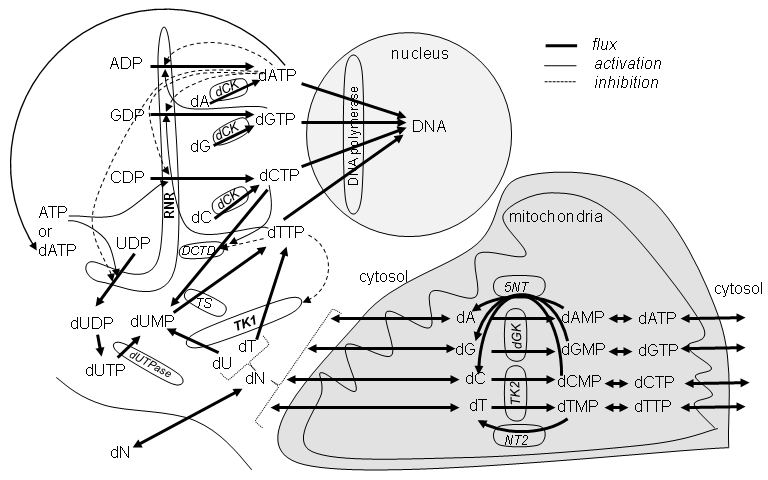 nucleus
flux
activation
inhibition
ADP
dATP
dA
dCK
GDP
dGTP
dG
dCK
DNA polymerase
DNA
CDP
dCTP
RNR
dC
dCK
ATP
or
dATP
UDP
DCTD
dTTP
mitochondria
cytosol
cytosol
dUDP
dUMP
TS
TK1
dUTP
dUTPase
dU
dT
dN
dN
5NT
dA
dGK
dAMP
dATP
dG
dGMP
dGTP
dC
TK2
dCMP
dCTP
dT
dTMP
dTTP
NT2